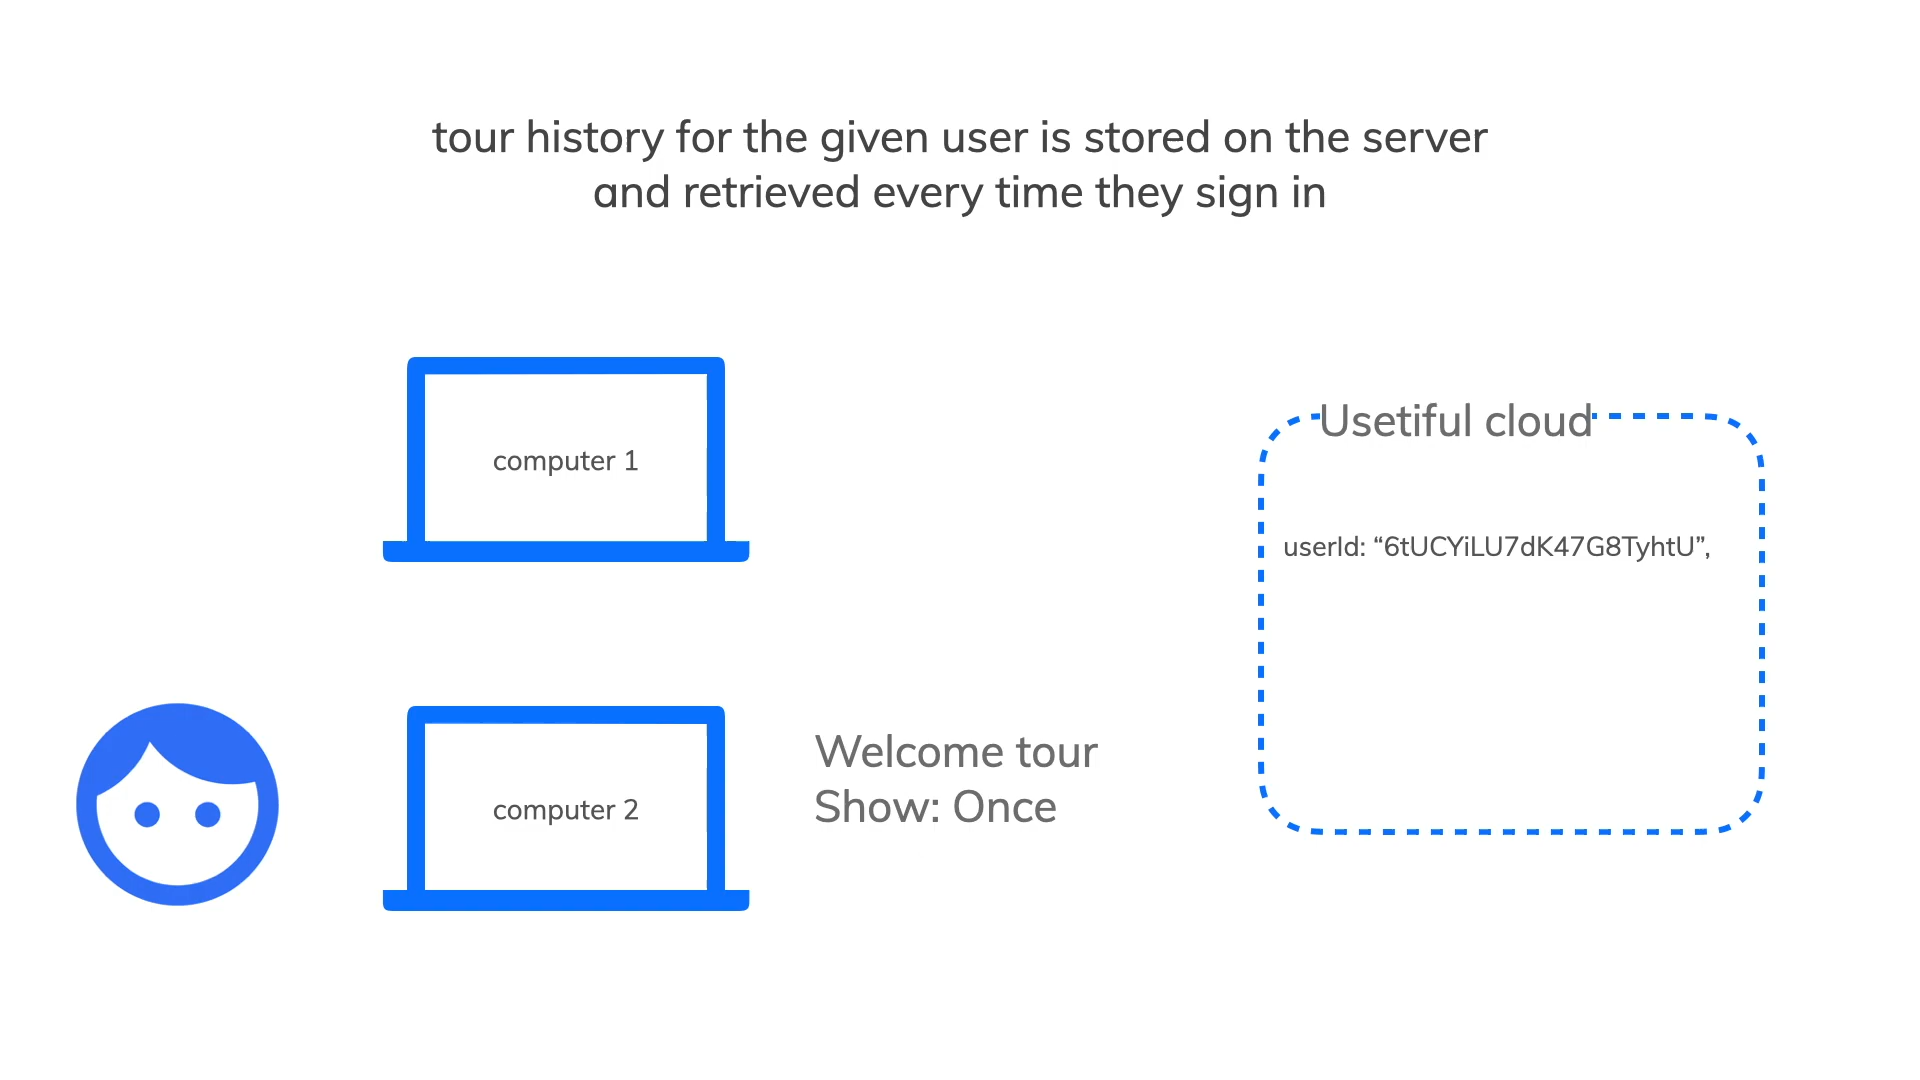 tour history for the given user is stored on the server
and retrieved every time they sign in
computer 1
Usetiful cloud
userId: “6tUCYiLU7dK47G8TyhtU”,
computer 2
Welcome tour
Show: Once